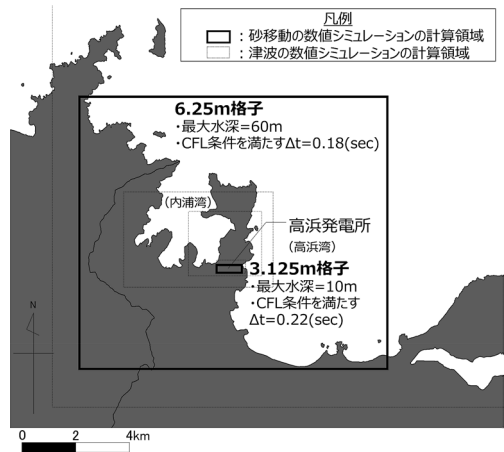 凡例
：砂移動の数値シミュレーションの計算領域
：津波の数値シミュレーションの計算領域
6.25m格子
・最大水深=60m
・CFL条件を満たすΔt=0.18(sec)
(内浦湾)
高浜発電所
(高浜湾)
3.125m格子
・最大水深=10m
・CFL条件を満たす
Δt=0.22(sec)
N
0 2 4km